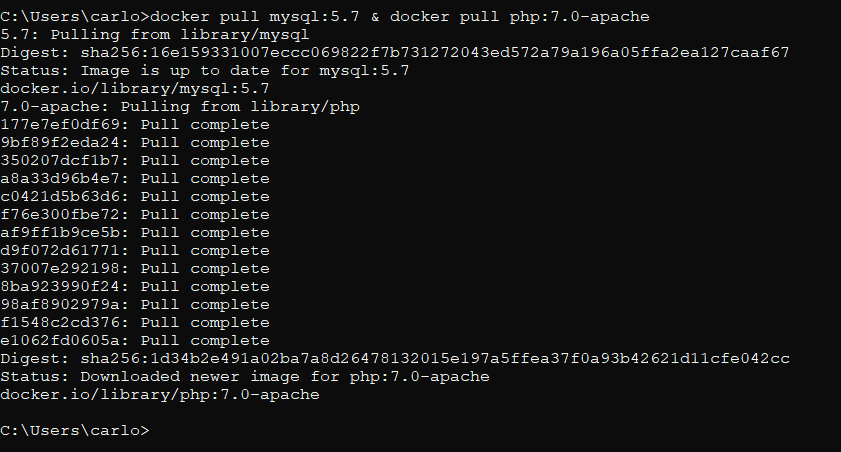 C:\Users\carlo>docker pull mysql:5.7 & docker pull php:7.0-apache
5.7: Pulling from library/mysql
Digest: sha256:16e159331007eccc069822f7b731272043ed572a79a196a05ffa2ea127caaf67
Status: Image is up to date for mysql:5.7
docker.io/library/mysql:5.7
7.0-apache: Pulling from library/php
177e7ef0df69: Pull complete
9bf89f2eda24: Pull complete
350207dcf1b7: Pull complete
a8a33d96b4e7: Pull complete
c0421d5b63d6: Pull complete
f76e300fbe72: Pull complete
af9ff1b9ce5b: Pull complete
d9f072d61771: Pull complete
37007e292198: Pull complete
8ba923990f24: Pull complete
98af8902979a: Pull complete
f1548c2cd376: Pull complete
e1062fd0605a: Pull complete
Digest: sha256:1d34b2e491a02ba7a8d26478132015e197a5ffea37f0a93b42621d11cfe042cc
Status: Downloaded newer image for php:7.0-apache
docker.io/library/php:7.0-apache
C:\Users\carlo>